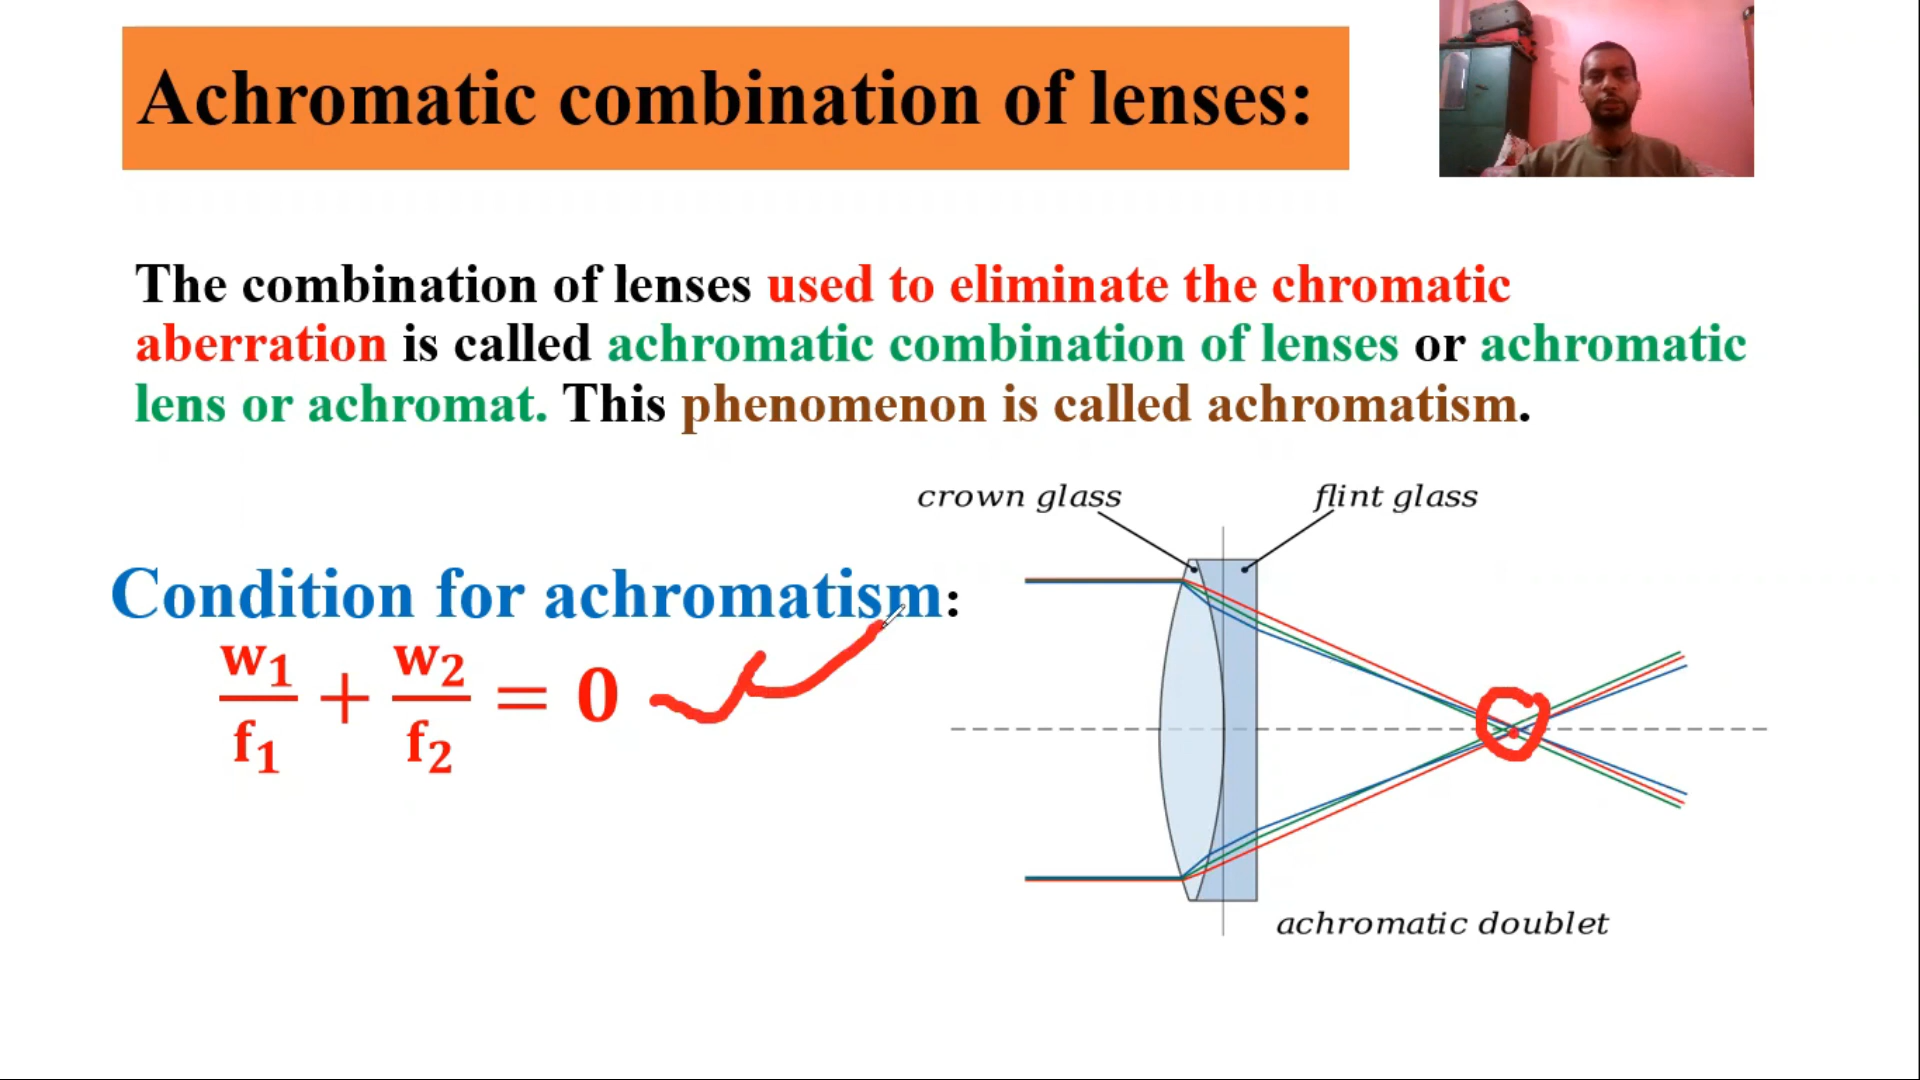 Achromatic combination of lenses:
The combination of lenses used to eliminate the chromatic
aberration is called achromatic combination of lenses or achromatic
lens or achromat. This phenomenon is called achromatism.
crown glass
flint glass
Condition for achromatism:
w₁/f₁ + w₂/f₂ = 0
achromatic doublet